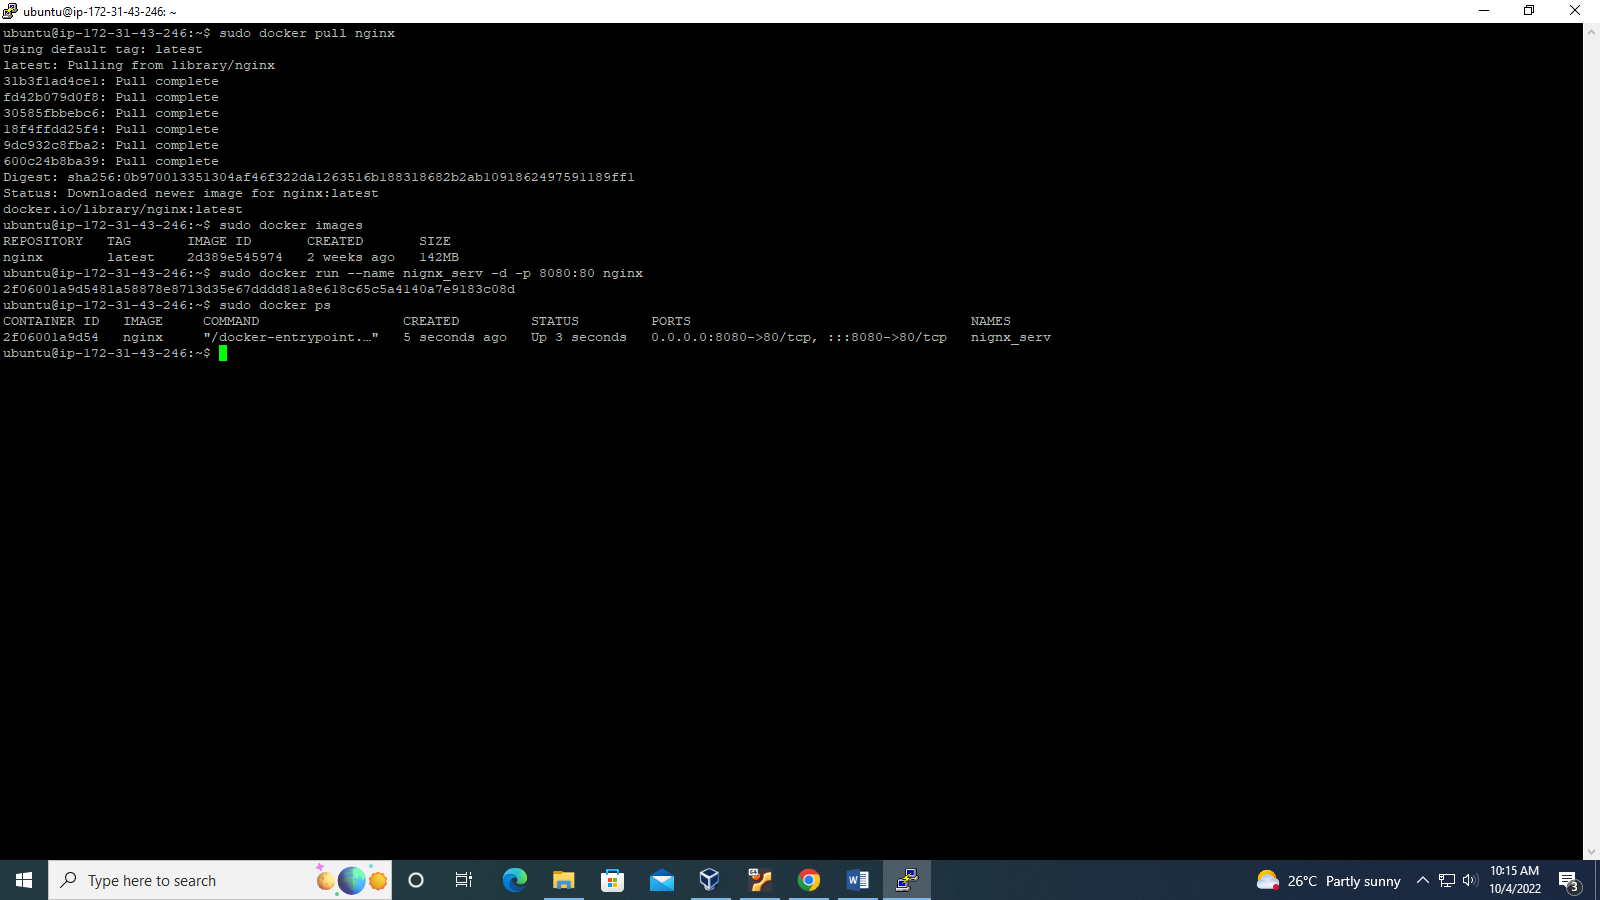 ubuntu@ip-172-31-43-246: ~
ubuntu@ip-172-31-43-246:~$ sudo docker pull nginx
Using default tag: latest
latest: Pulling from library/nginx
31b3f1ad4ce1: Pull complete
fd42b079d0f8: Pull complete
30585fbbebc6: Pull complete
18f4ffdd25f4: Pull complete
9dc932c8fba2: Pull complete
600c24b8ba39: Pull complete
Digest: sha256:0b970013351304af46f322da1263516b188318682b2ab1091862497591189ff1
Status: Downloaded newer image for nginx:latest
docker.io/library/nginx:latest
ubuntu@ip-172-31-43-246:~$ sudo docker images
REPOSITORY   TAG       IMAGE ID       CREATED       SIZE
nginx        latest    2d389e545974   2 weeks ago   142MB
ubuntu@ip-172-31-43-246:~$ sudo docker run --name nignx_serv -d -p 8080:80 nginx
2f06001a9d5481a58878e8713d35e67dddd81a8e618c65c5a4140a7e9183c08d
ubuntu@ip-172-31-43-246:~$ sudo docker ps
CONTAINER ID   IMAGE     COMMAND                  CREATED         STATUS         PORTS                                   NAMES
2f06001a9d54   nginx     "/docker-entrypoint.…"   5 seconds ago   Up 3 seconds   0.0.0.0:8080->80/tcp, :::8080->80/tcp   nignx_serv
ubuntu@ip-172-31-43-246:~$
Type here to search
64
26°C Partly sunny
10:15 AM
10/4/2022
3